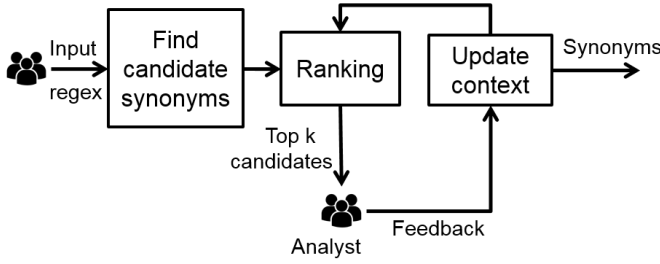 Input
regex
Find
candidate
synonyms
Ranking
Update
context
Synonyms
Top k
candidates
Analyst
Feedback